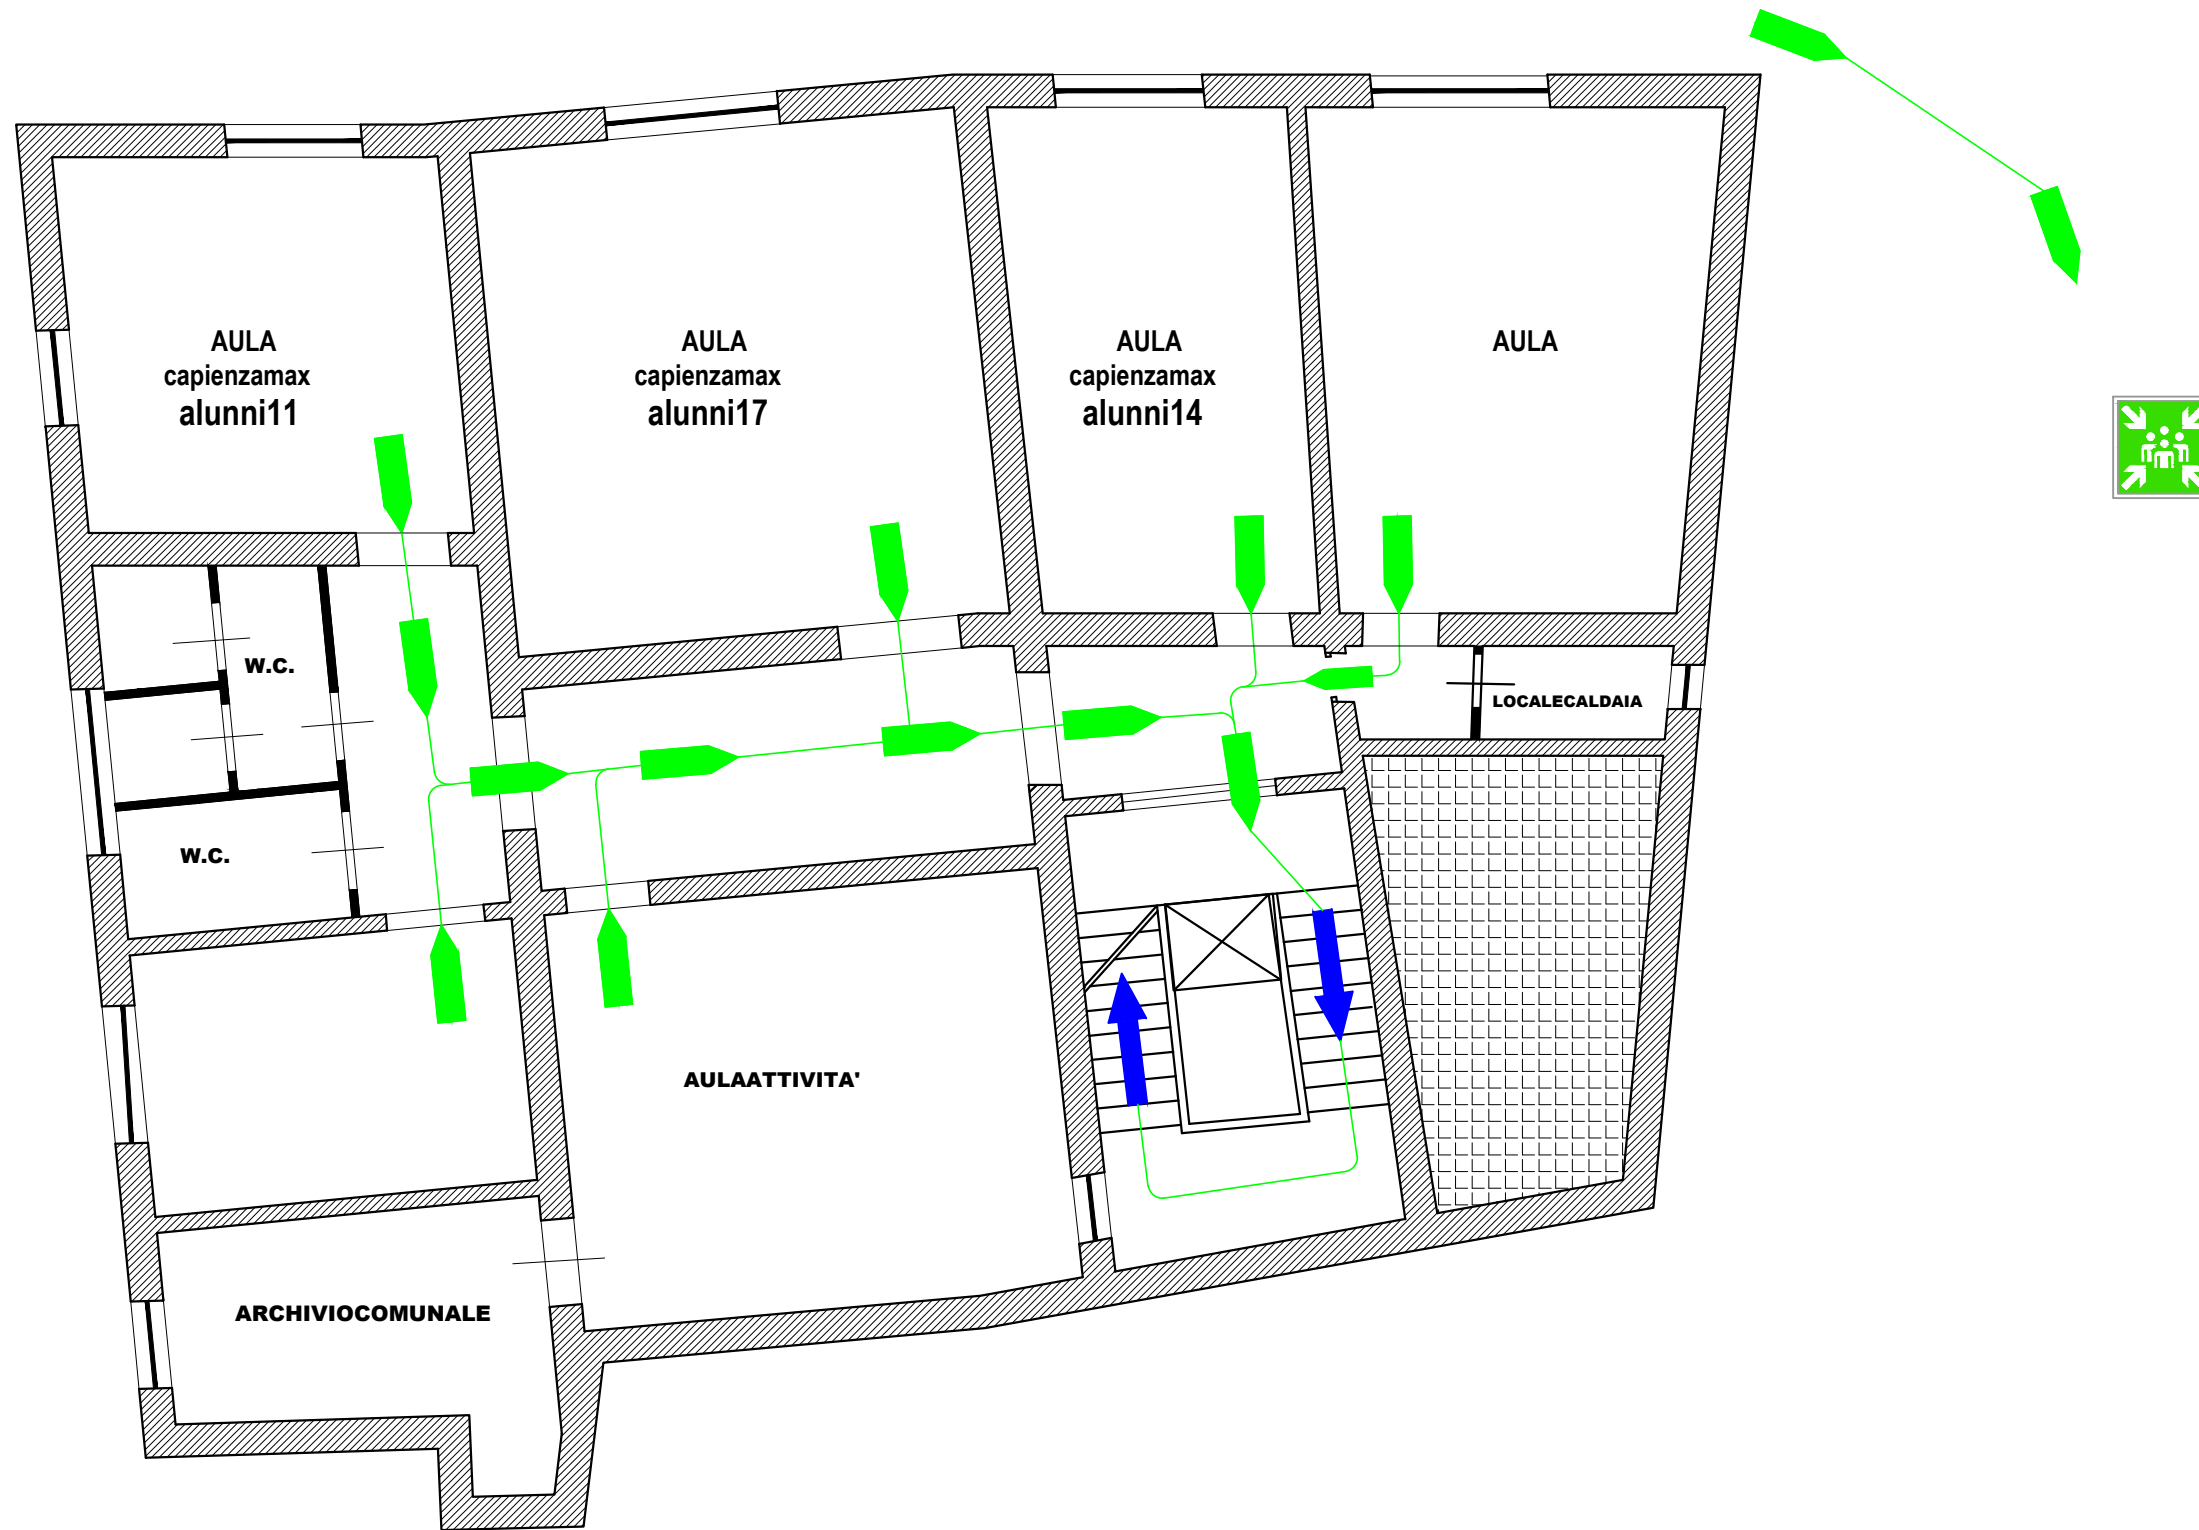 AULA
capienzamax
alunni11
AULA
capienzamax
alunni17
AULA
capienzamax
alunni14
AULA
W.C.
LOCALECALDAIA
W.C.
AULAATTIVITA'
ARCHIVIOCOMUNALE